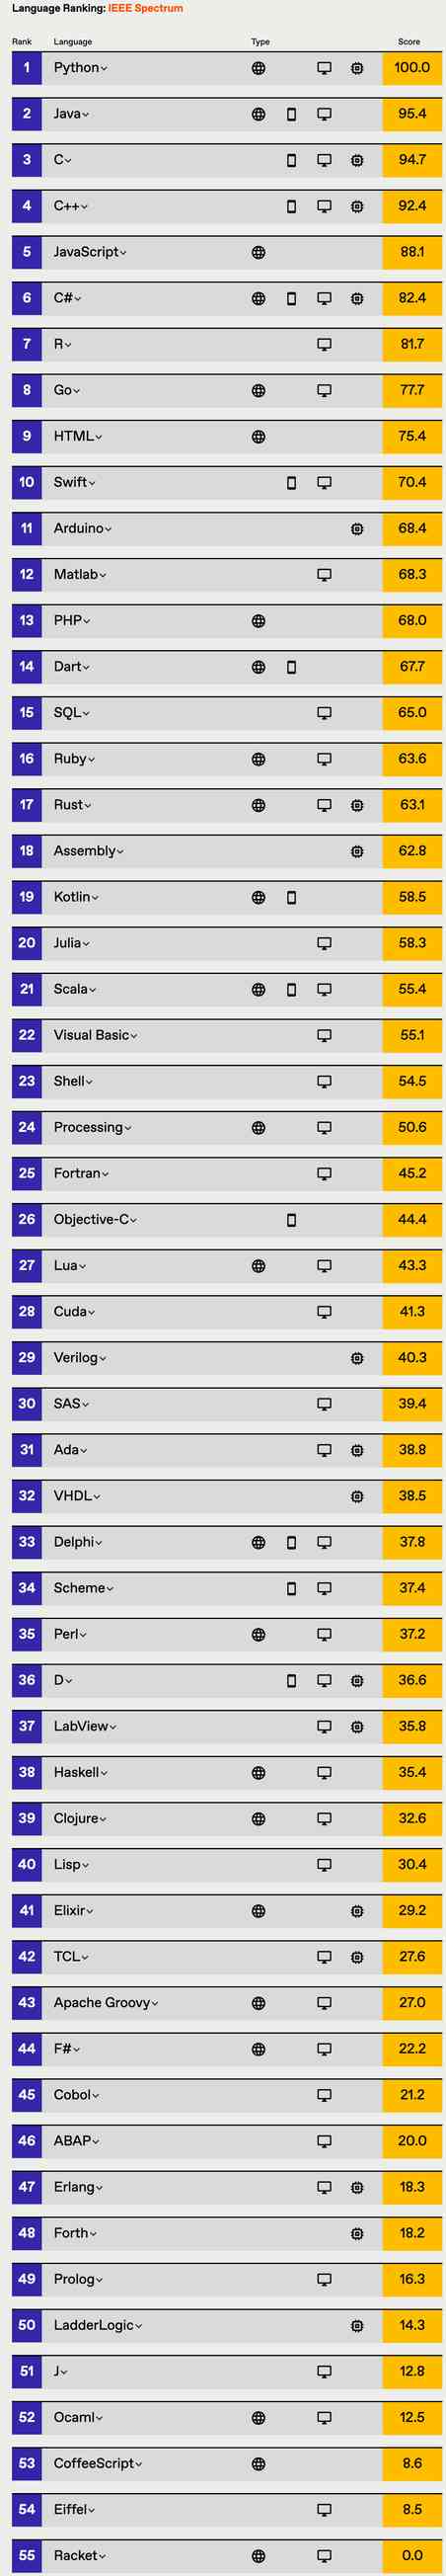 Language Ranking: IEEE Spectrum
Rank Language Type Score
1 Python 100.0
2 Java 95.4
3 C 94.7
4 C++ 92.4
5 JavaScript 88.1
6 C# 82.4
7 R 81.7
8 Go 77.7
9 HTML 75.4
10 Swift 70.4
11 Arduino 68.4
12 Matlab 68.3
13 PHP 68.0
14 Dart 67.7
15 SQL 65.0
16 Ruby 63.6
17 Rust 63.1
18 Assembly 62.8
19 Kotlin 58.5
20 Julia 58.3
21 Scala 55.4
22 Visual Basic 55.1
23 Shell 54.5
24 Processing 50.6
25 Fortran 45.2
26 Objective-C 44.4
27 Lua 43.3
28 Cuda 41.3
29 Verilog 40.3
30 SAS 39.4
31 Ada 38.8
32 VHDL 38.5
33 Delphi 37.8
34 Scheme 37.4
35 Perl 37.2
36 D 36.6
37 LabView 35.8
38 Haskell 35.4
39 Clojure 32.6
40 Lisp 30.4
41 Elixir 29.2
42 TCL 27.6
43 Apache Groovy 27.0
44 F# 22.2
45 Cobol 21.2
46 ABAP 20.0
47 Erlang 18.3
48 Forth 18.2
49 Prolog 16.3
50 LadderLogic 14.3
51 J 12.8
52 Ocaml 12.5
53 CoffeeScript 8.6
54 Eiffel 8.5
55 Racket 0.0